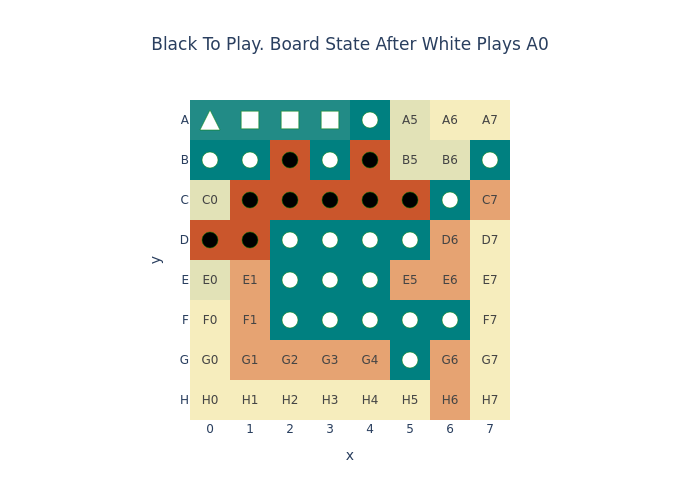 Black To Play. Board State After White Plays A0
A A5 A6 A7
B B5 B6
C C0 C7
D D6 D7
E E0 E1 E5 E6 E7
F F0 F1 F7
G G0 G1 G2 G3 G4 G6 G7
H H0 H1 H2 H3 H4 H5 H6 H7
0 1 2 3 4 5 6 7
x
y